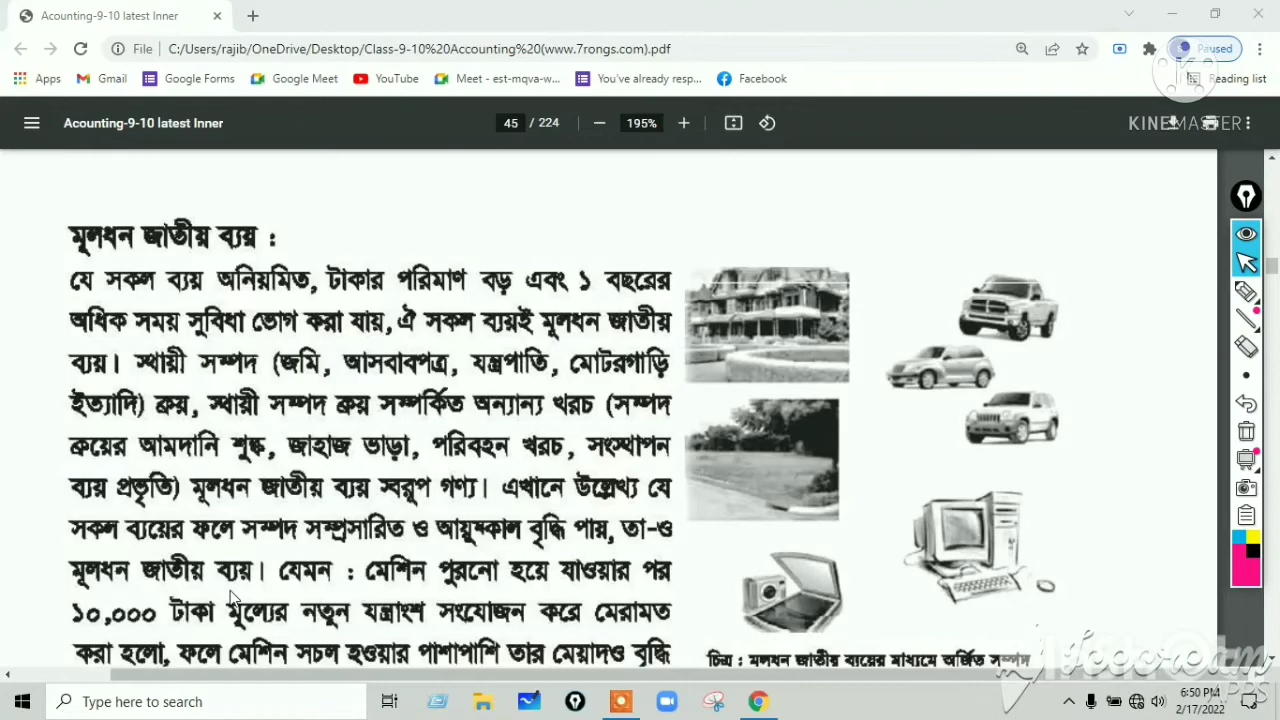 Acounting-9-10 latest Inner
File C:/Users/rajib/OneDrive/Desktop/Class-9-10%20Accounting%20(www.7rongs.com).pdf Paused
Apps Gmail Google Forms Google Meet YouTube Meet - est-mqva-w... You've already resp... Facebook Reading list
Acounting-9-10 latest Inner 45 / 224 195% KINEMASTER
মূলধন জাতীয় ব্যয় :
যে সকল ব্যয় অনিয়মিত, টাকার পরিমাণ বড় এবং ১ বছরের
অধিক সময় সুবিধা ভোগ করা যায়, ঐ সকল ব্যয়ই মূলধন জাতীয়
ব্যয়। স্থায়ী সম্পদ (জমি, আসবাবপত্র, যন্ত্রপাতি, মোটরগাড়ি
ইত্যাদি) ক্রয়, স্থায়ী সম্পদ ক্রয় সম্পর্কিত অন্যান্য খরচ (সম্পদ
ক্রয়ের আমদানি শুল্ক, জাহাজ ভাড়া, পরিবহন খরচ, সংস্থাপন
ব্যয় প্রভৃতি) মূলধন জাতীয় ব্যয় স্বরূপ গণ্য। এখানে উল্লেখ্য যে
সকল ব্যয়ের ফলে সম্পদ সম্প্রসারিত ও আয়ুষ্কাল বৃদ্ধি পায়, তা-ও
মূলধন জাতীয় ব্যয়। যেমন : মেশিন পুরনো হয়ে যাওয়ার পর
১০,০০০ টাকা মূল্যের নতুন যন্ত্রাংশ সংযোজন করে মেরামত
করা হলো, ফলে মেশিন সচল হওয়ার পাশাপাশি তার মেয়াদও বৃদ্ধি
চিত্র : মূলধন জাতীয় ব্যয়ের মাধ্যমে অর্জিত সম্পদ
APPS
Type here to search
6:50 PM
2/17/2022